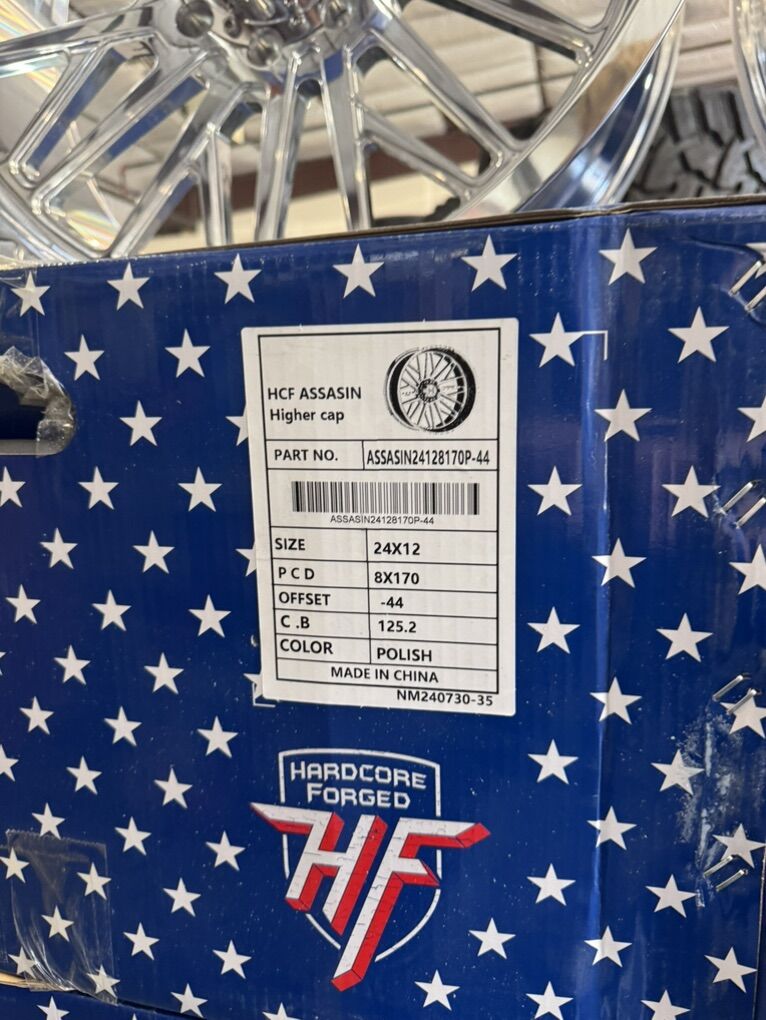 HCF ASSASIN
Higher cap
PART NO. ASSASIN24128170P-44
ASSASIN24128170P-44
SIZE 24X12
P C D 8X170
OFFSET -44
C .B 125.2
COLOR POLISH
MADE IN CHINA
NM240730-35
HARDCORE
FORGED
HF